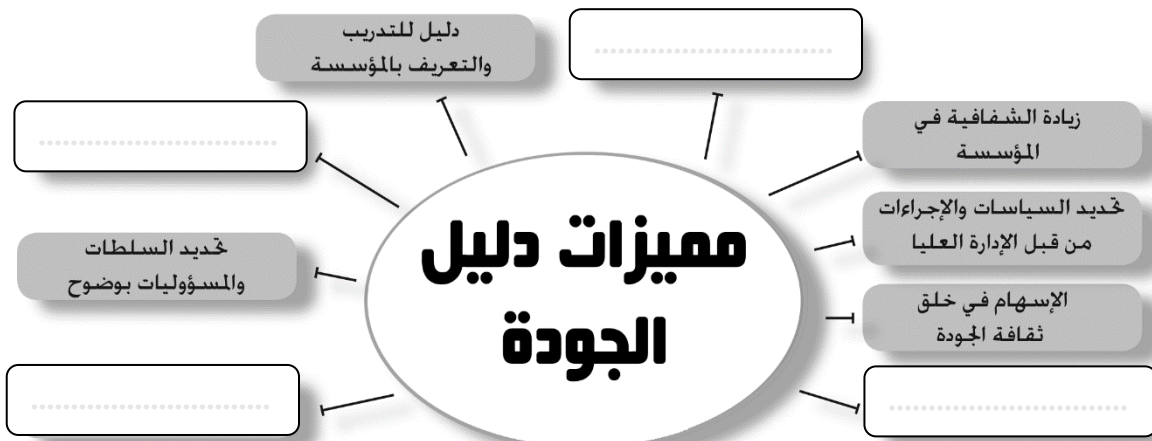 دليل للتدريب
والتعريف بالمؤسسة
زيادة الشفافية في
المؤسسة
تحديد السياسات والإجراءات
من قبل الإدارة العليا
الإسهام في خلق
ثقافة الجودة
تحديد السلطات
والمسؤوليات بوضوح
مميزات دليل
الجودة